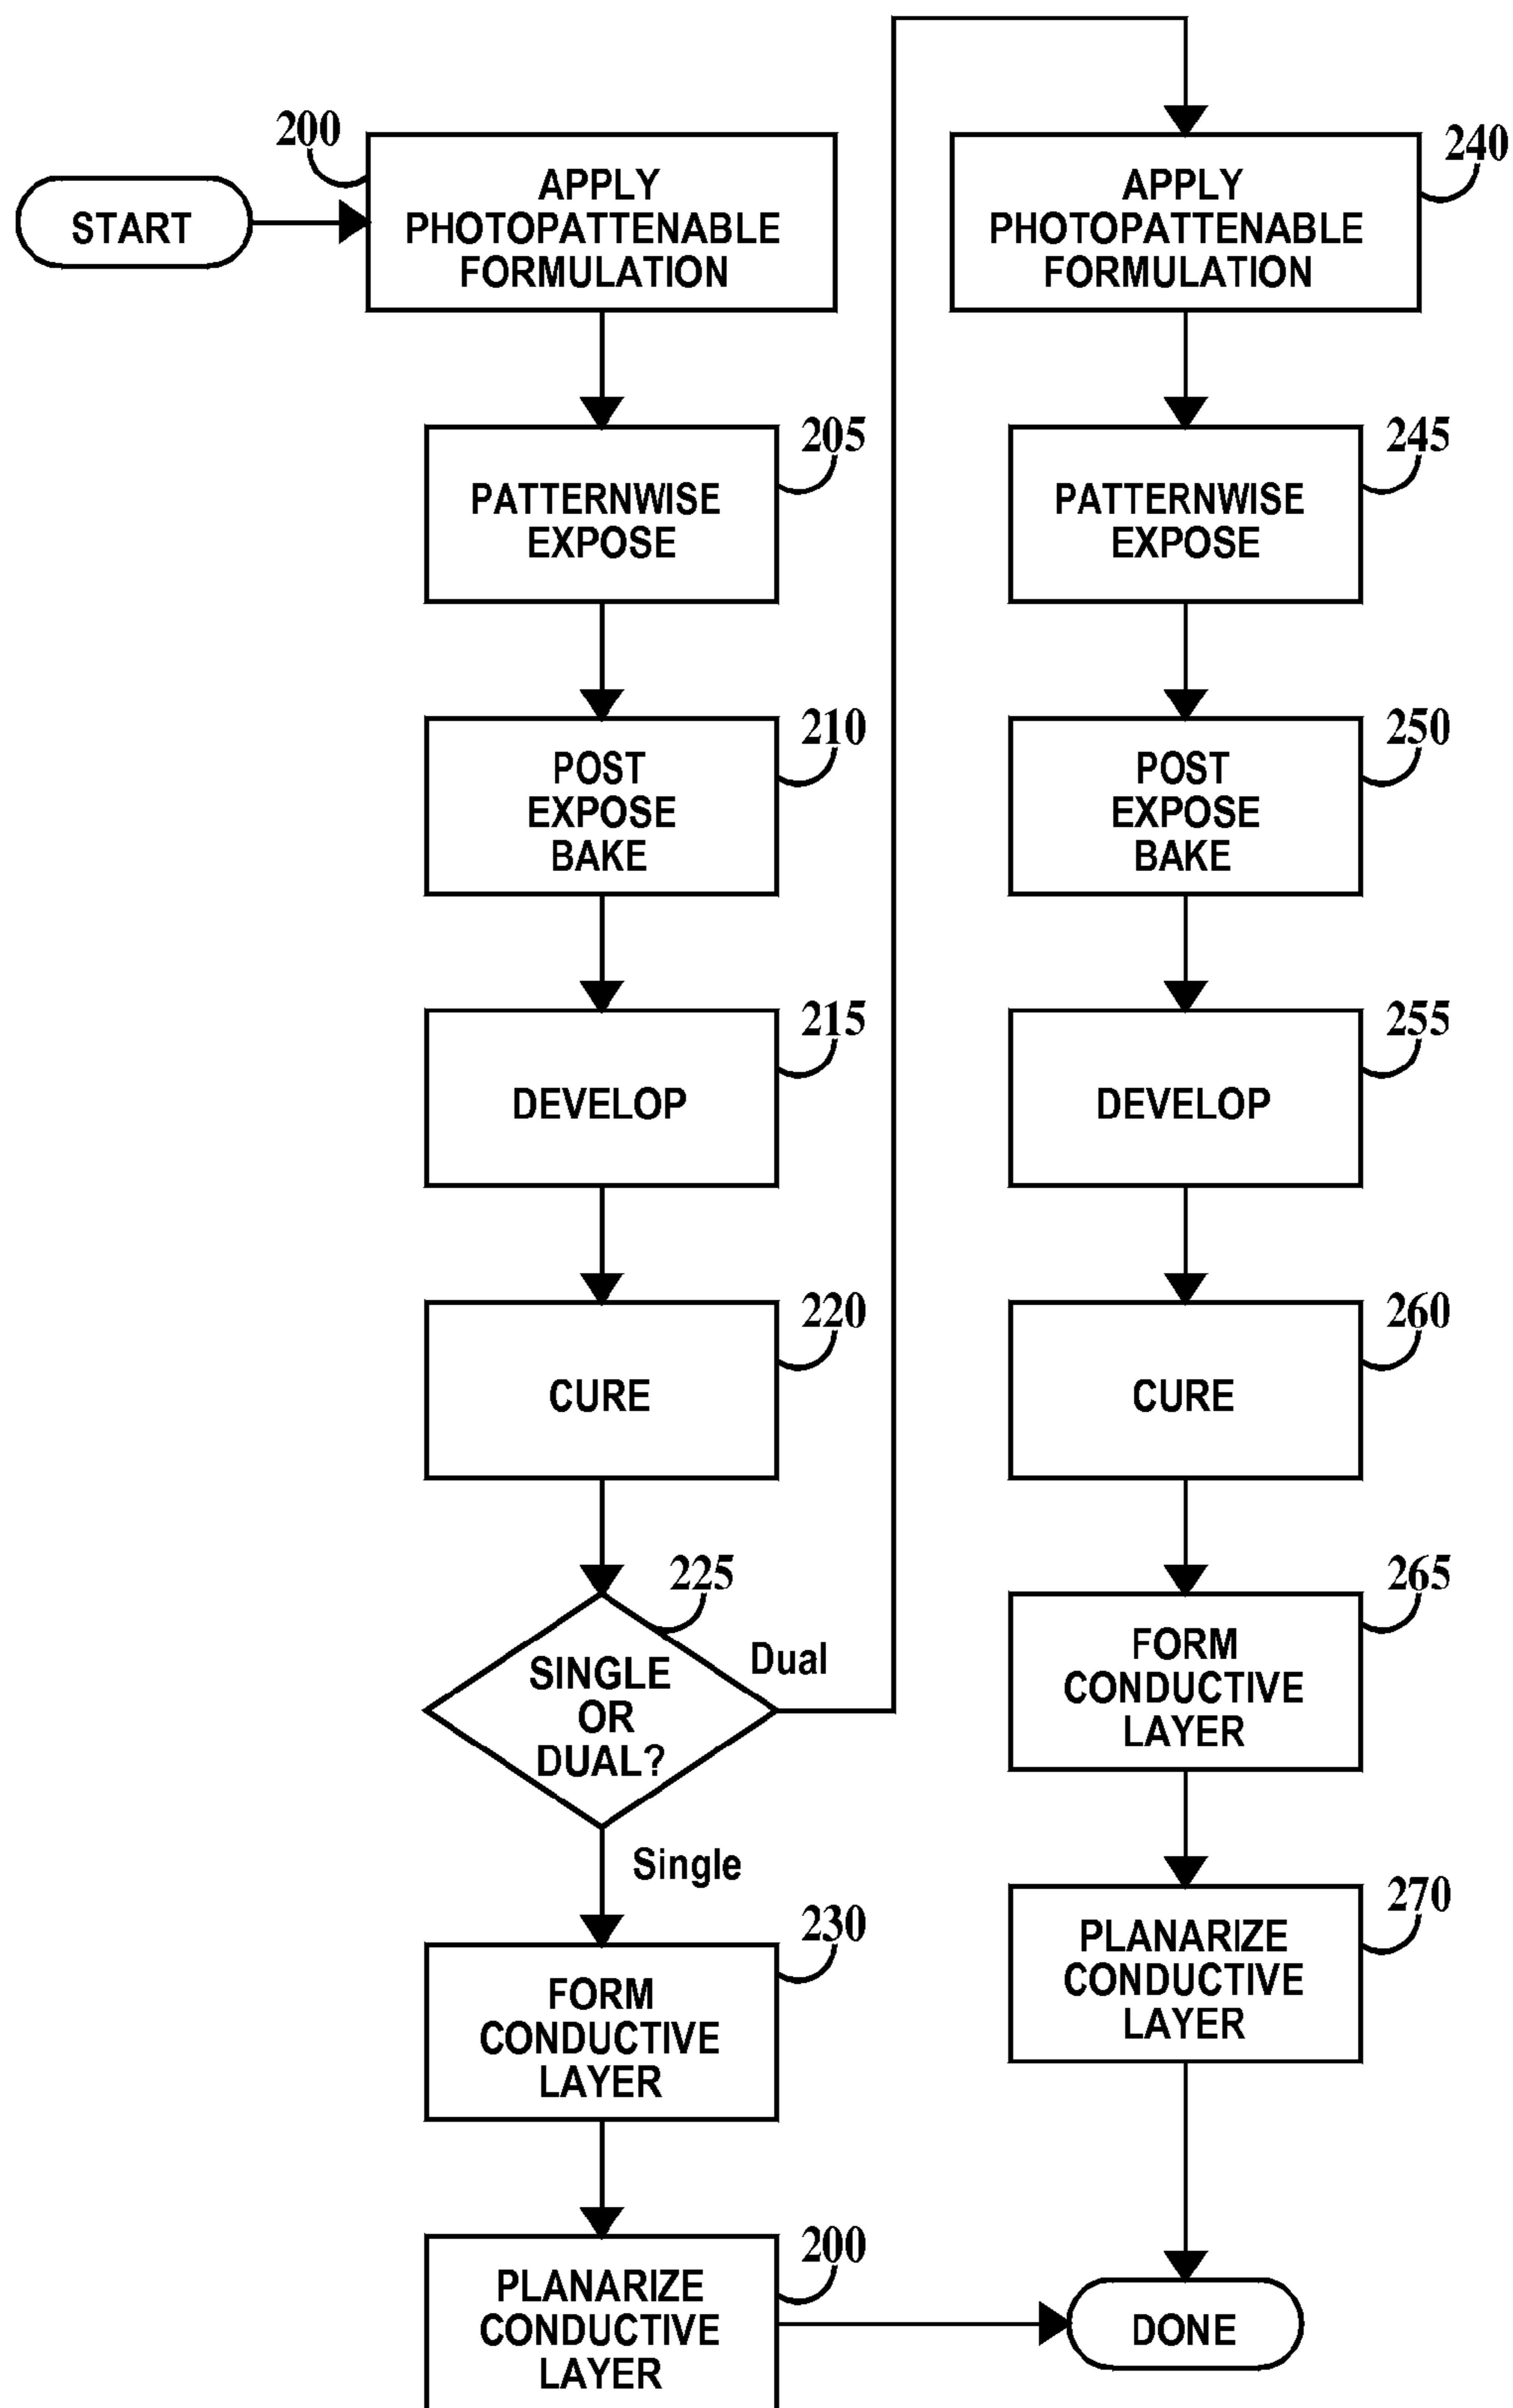 START
200
APPLY
PHOTOPATTENABLE
FORMULATION
205
PATTERNWISE
EXPOSE
210
POST
EXPOSE
BAKE
215
DEVELOP
220
CURE
225
SINGLE
OR
DUAL?
Dual
Single
230
FORM
CONDUCTIVE
LAYER
200
PLANARIZE
CONDUCTIVE
LAYER
240
APPLY
PHOTOPATTENABLE
FORMULATION
245
PATTERNWISE
EXPOSE
250
POST
EXPOSE
BAKE
255
DEVELOP
260
CURE
265
FORM
CONDUCTIVE
LAYER
270
PLANARIZE
CONDUCTIVE
LAYER
DONE